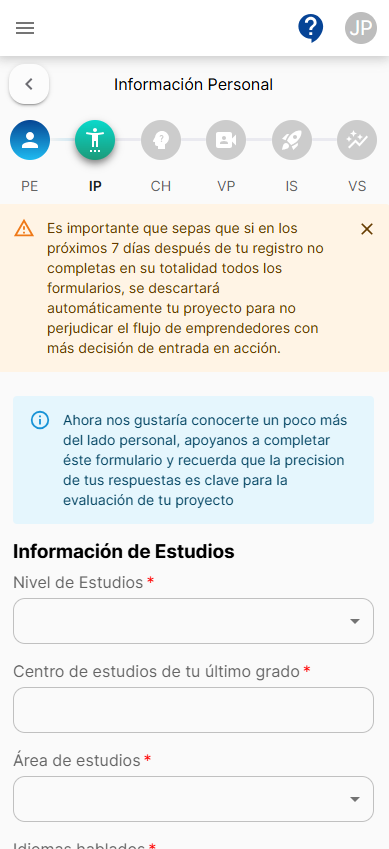 ?
JP
Información Personal
PE
IP
CH
VP
IS
VS
Es importante que sepas que si en los
próximos 7 días después de tu registro no
completas en su totalidad todos los
formularios, se descartará
automáticamente tu proyecto para no
perjudicar el flujo de emprendedores con
más decisión de entrada en acción.
Ahora nos gustaría conocerte un poco más
del lado personal, apoyanos a completar
éste formulario y recuerda que la precision
de tus respuestas es clave para la
evaluación de tu proyecto
Información de Estudios
Nivel de Estudios *
Centro de estudios de tu último grado *
Área de estudios *
Idiomas hablados *